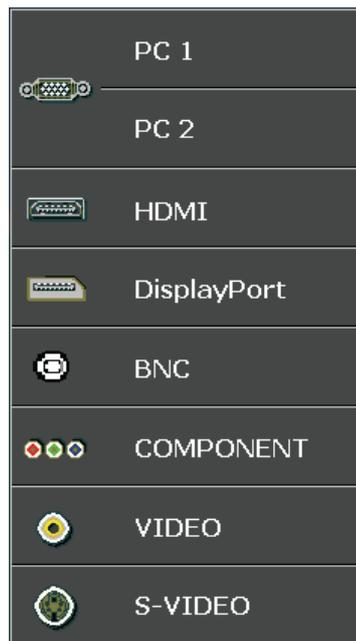 PC 1
PC 2
HDMI
DisplayPort
BNC
COMPONENT
VIDEO
S-VIDEO